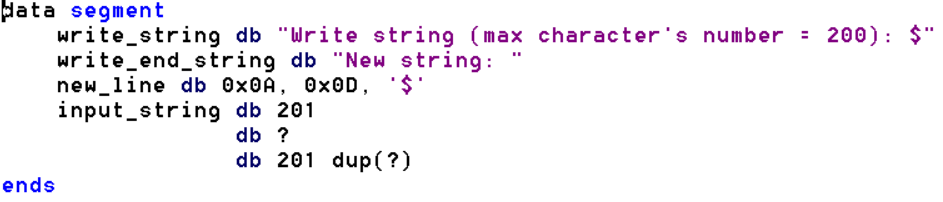 data segment
    write_string db "Write string (max character's number = 200): $"
    write_end_string db "New string: "
    new_line db 0x0A, 0x0D, '$'
    input_string db 201
                 db ?
                 db 201 dup(?)
ends